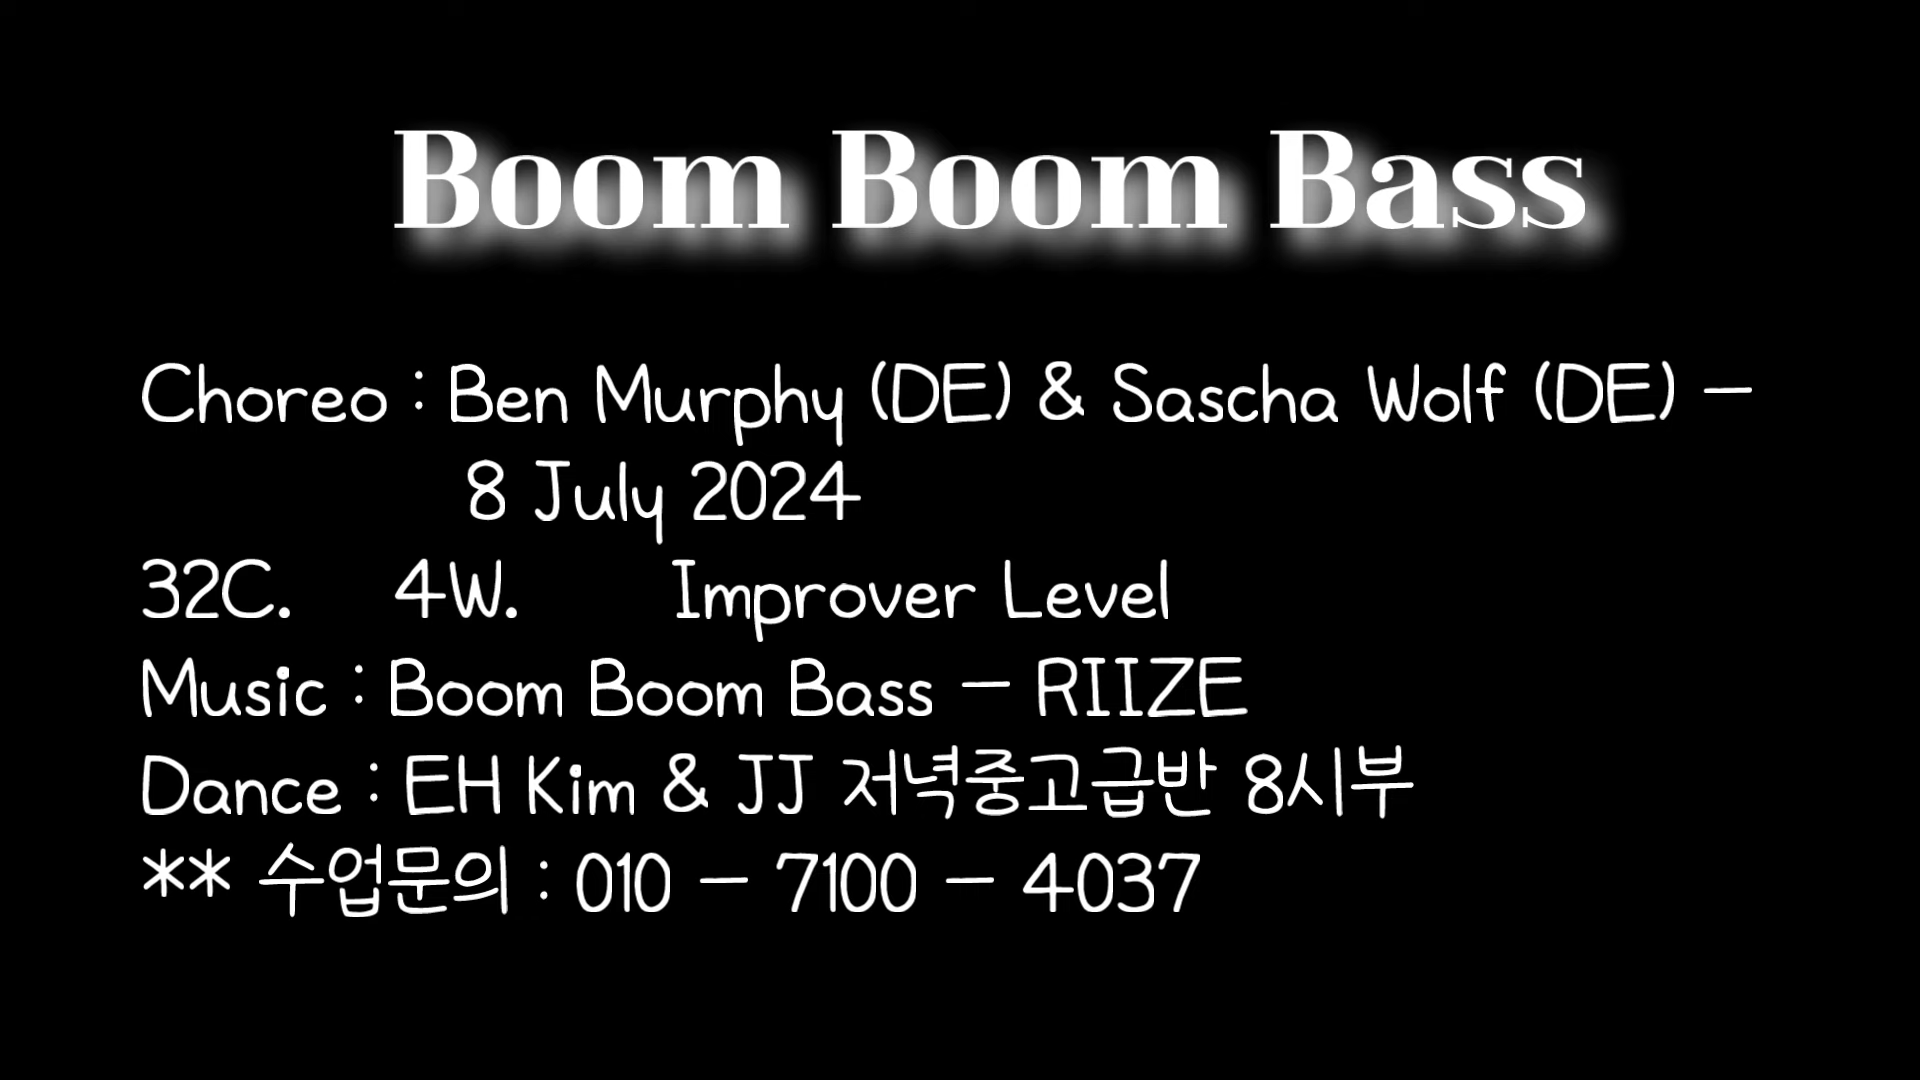 Boom Boom Bass
Choreo : Ben Murphy (DE) & Sascha Wolf (DE) -
8 July 2024
32C. 4W. Improver Level
Music : Boom Boom Bass - RIIZE
Dance : EH Kim & JJ 저녁중고급반 8시부
** 수업문의 : 010 - 7100 - 4037